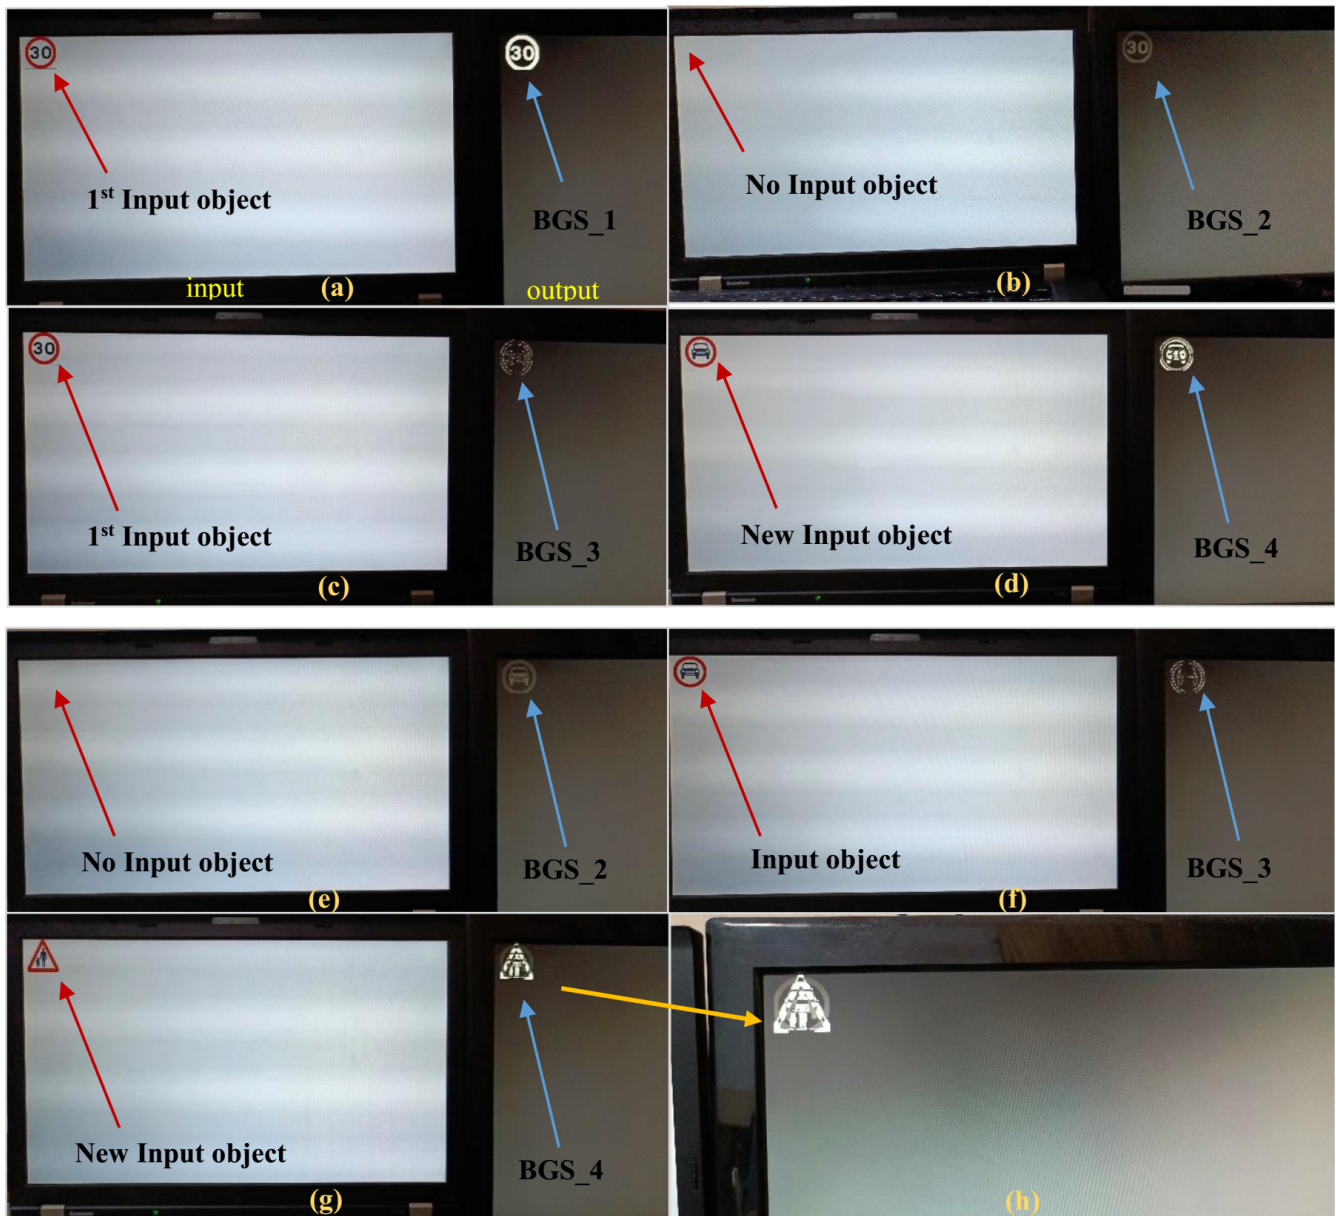 30
30
1st Input object
BGS_1
input
(a)
output
30
No Input object
BGS_2
(b)
30
1st Input object
BGS_3
(c)
New Input object
BGS_4
(d)
No Input object
BGS_2
(e)
Input object
BGS_3
(f)
New Input object
BGS_4
(g)
(h)